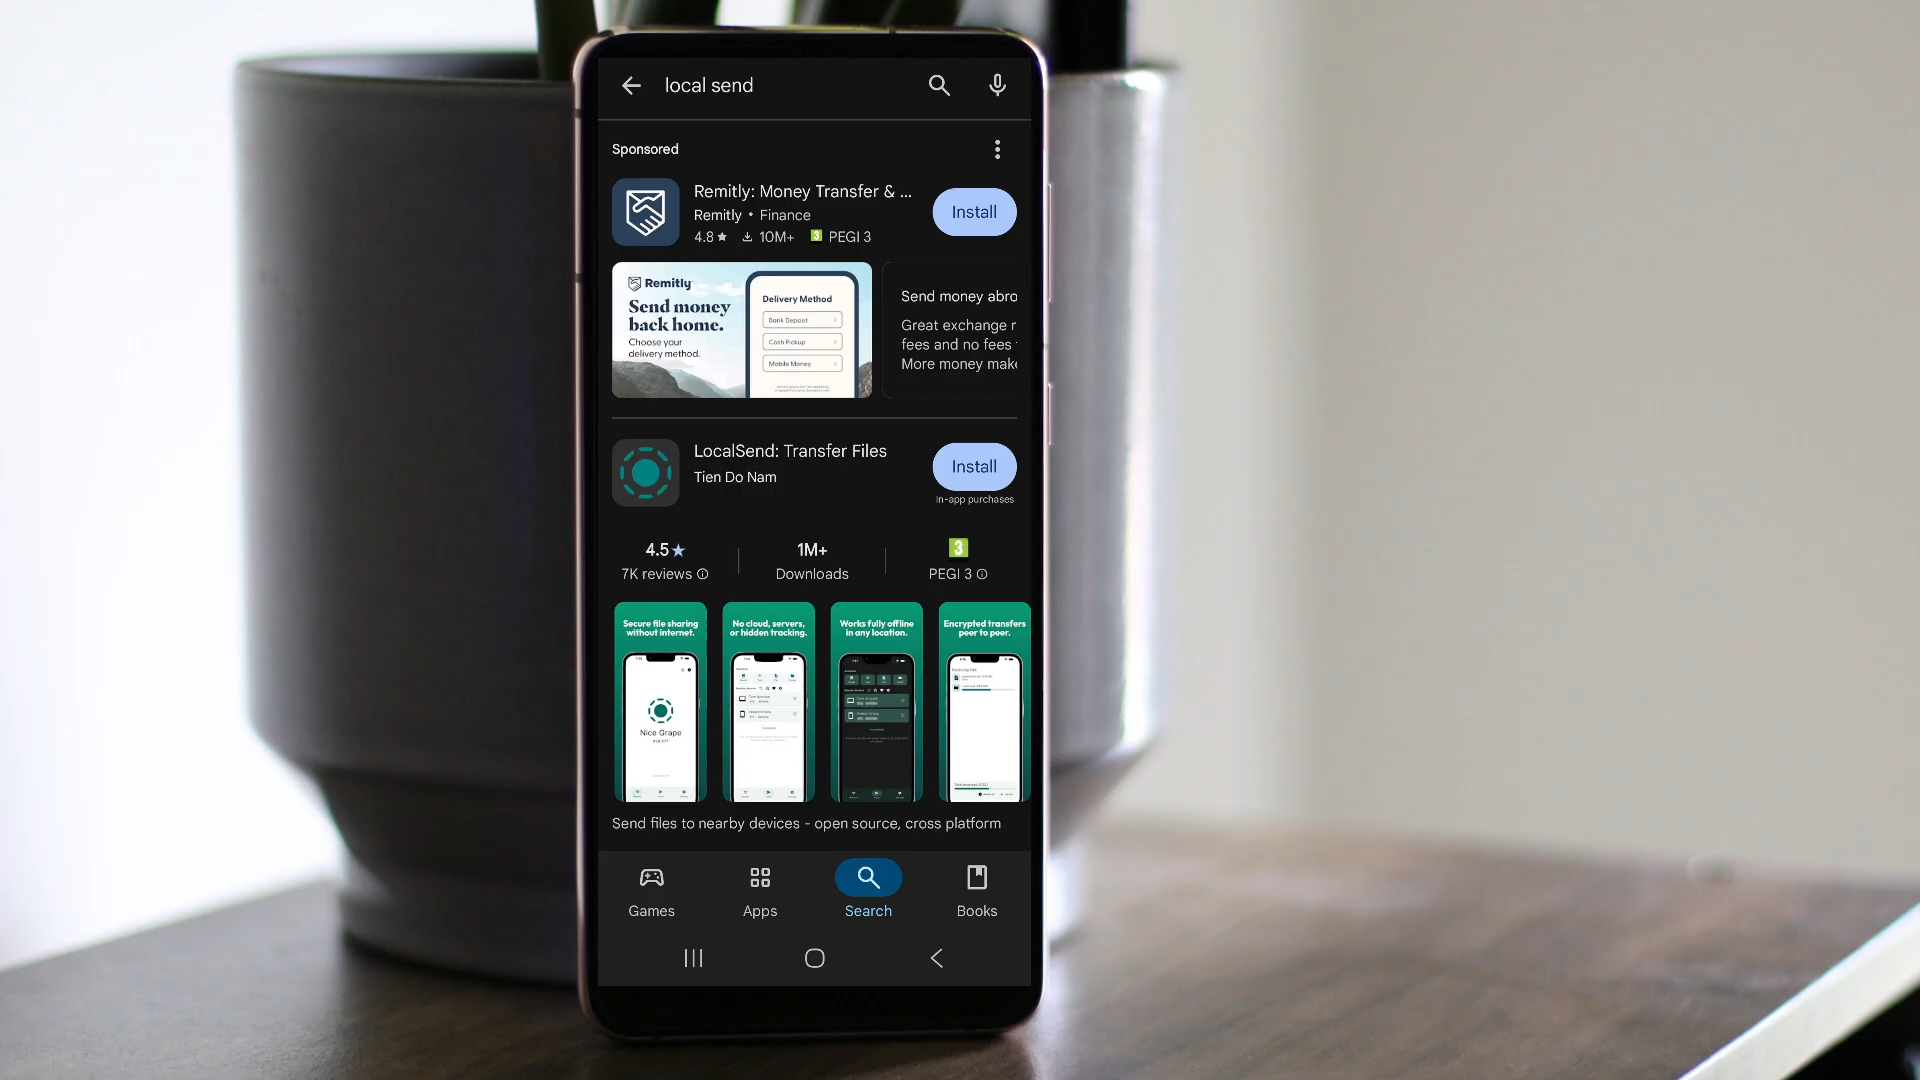 local send
Sponsored
Remitly: Money Transfer & ...
Remitly • Finance
4.8 ★ 10M+ 3 PEGI 3
Install
Remitly
Send money
back home.
Choose your
delivery method.
Delivery Method
Bank Deposit
Cash Pickup
Mobile Money
Send money abro
Great exchange r
fees and no fees
More money make
LocalSend: Transfer Files
Tien Do Nam
Install
In-app purchases
4.5★
7K reviews
1M+
Downloads
3
PEGI 3
Secure file sharing
without internet.
Nice Grape
No cloud, servers,
or hidden tracking.
Works fully offline
in any location.
Encrypted transfers
peer to peer.
Send files to nearby devices - open source, cross platform
Games
Apps
Search
Books